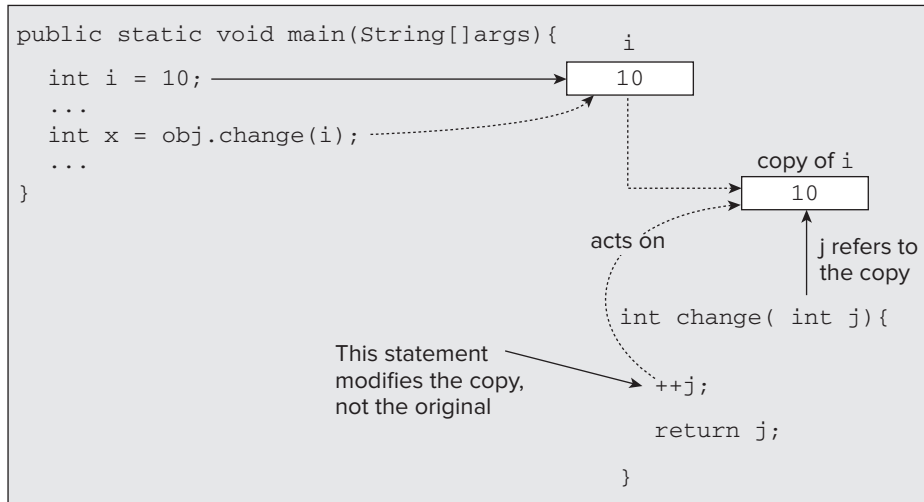 public static void main(String[]args){
int i = 10;
...
int x = obj.change(i);
...
}
i
10
copy of i
10
acts on
j refers to
the copy
int change( int j){
This statement
modifies the copy,
not the original
++j;
return j;
}